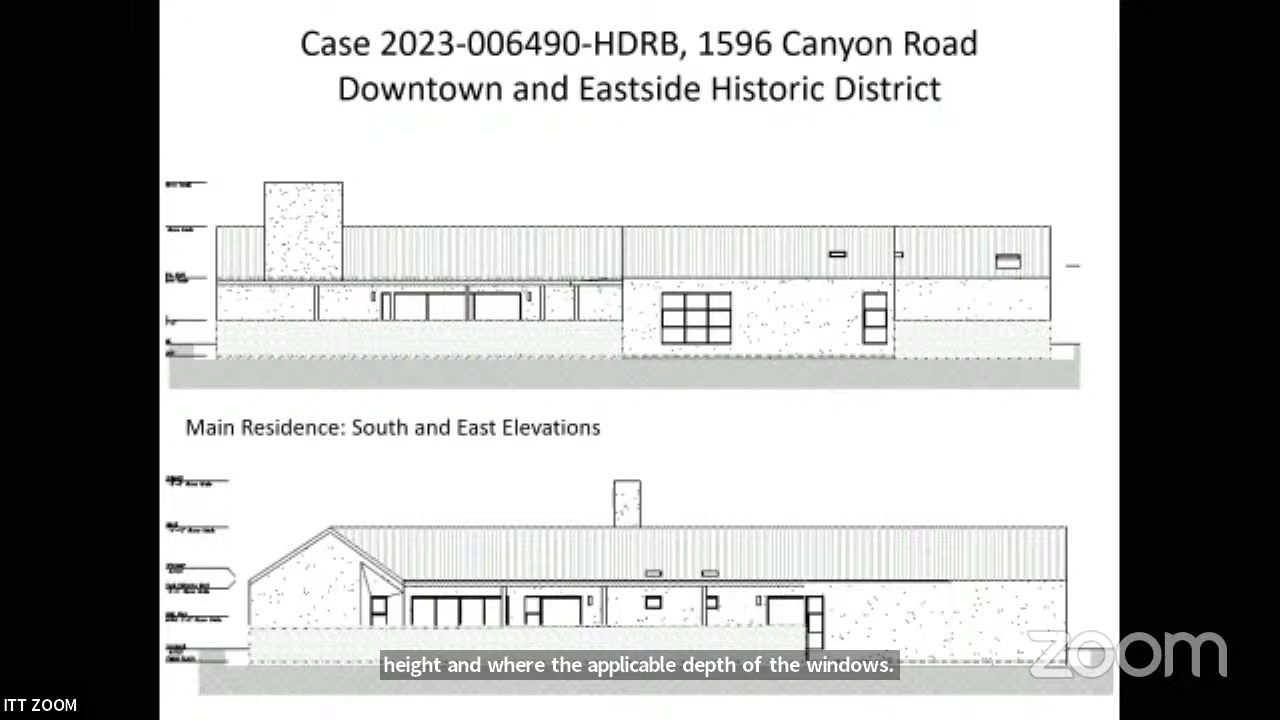 Case 2023-006490-HDRB, 1596 Canyon Road
Downtown and Eastside Historic District
Main Residence: South and East Elevations
height and where the applicable depth of the windows.
zoom
ITT ZOOM